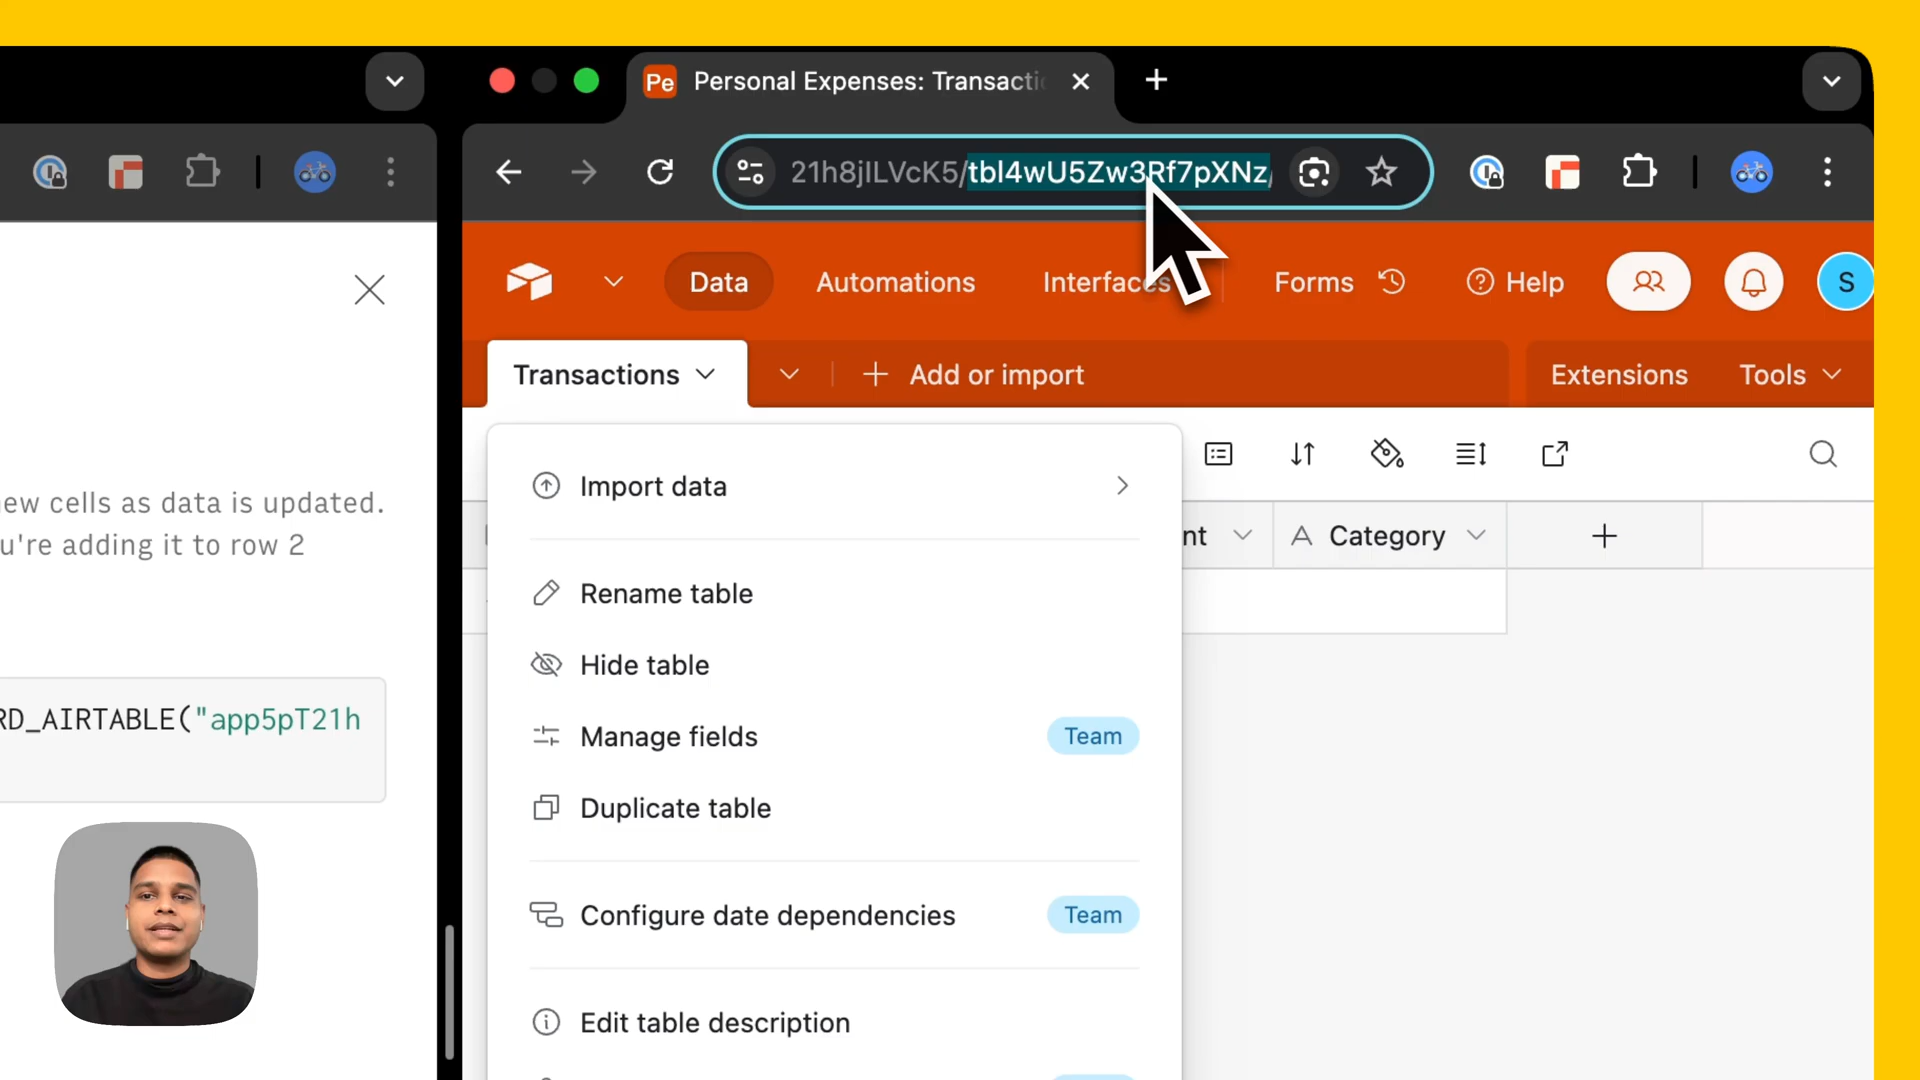 Pe Personal Expenses: Transacti
21h8jILVcK5/tbl4wU5Zw3Rf7pXNz/
Data Automations Interfaces Forms Help S
Transactions Add or import Extensions Tools
Import data
nt Category
Rename table
Hide table
Manage fields Team
Duplicate table
Configure date dependencies Team
Edit table description
ew cells as data is updated.
u're adding it to row 2
RD_AIRTABLE("app5pT21h